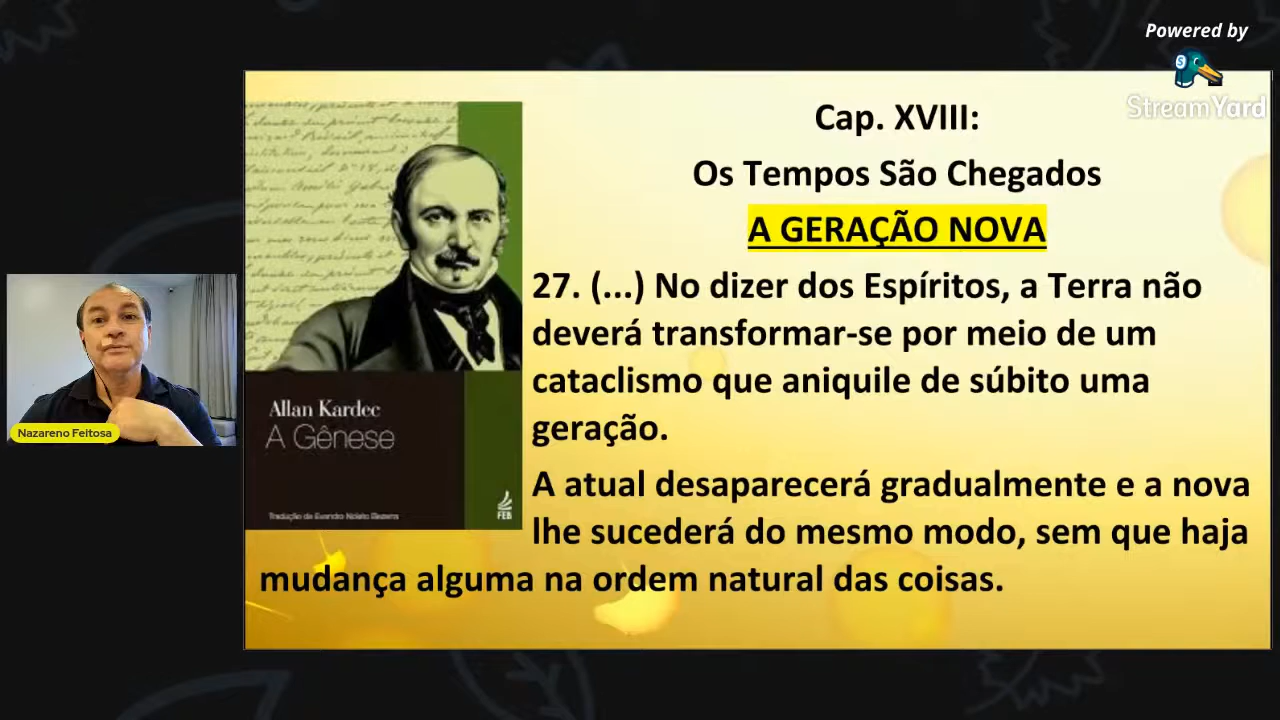 Powered by
StreamYard
Cap. XVIII:
Os Tempos São Chegados
A GERAÇÃO NOVA
27. (...) No dizer dos Espíritos, a Terra não
deverá transformar-se por meio de um
cataclismo que aniquile de súbito uma
geração.
A atual desaparecerá gradualmente e a nova
lhe sucederá do mesmo modo, sem que haja
mudança alguma na ordem natural das coisas.
Allan Kardec
A Gênese
Tradução de Evandro Noleto Bezerra
FEB
Nazareno Feitosa